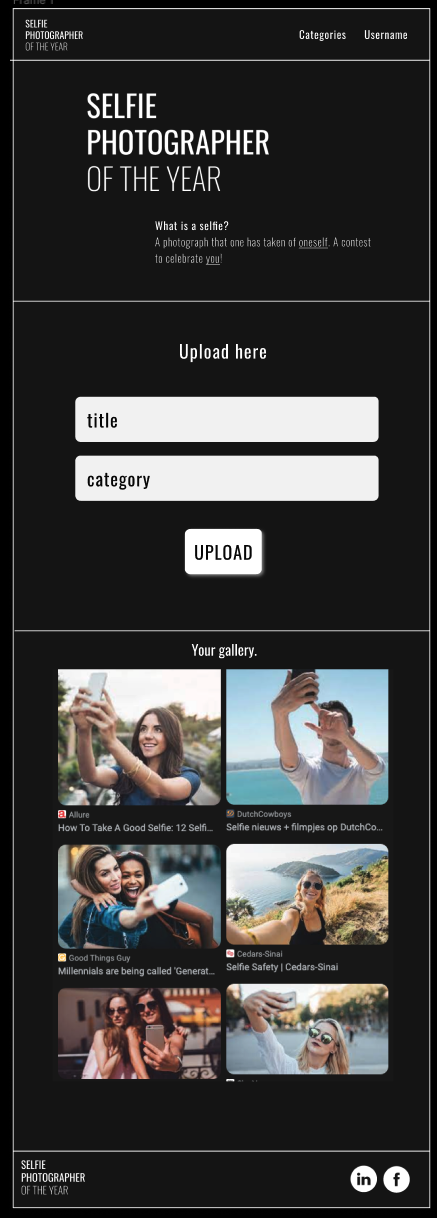 Frame 1
SELFIE
PHOTOGRAPHER
OF THE YEAR
Categories Username
SELFIE
PHOTOGRAPHER
OF THE YEAR
What is a selfie?
A photograph that one has taken of oneself. A contest
to celebrate you!
Upload here
title
category
UPLOAD
Your gallery.
Allure
DutchCowboys
How To Take A Good Selfie: 12 Selfi...
Selfie nieuws + filmpjes op DutchCo...
Good Things Guy
Cedars-Sinai
Millennials are being called 'Generat...
Selfie Safety | Cedars-Sinai
SELFIE
PHOTOGRAPHER
OF THE YEAR
in f